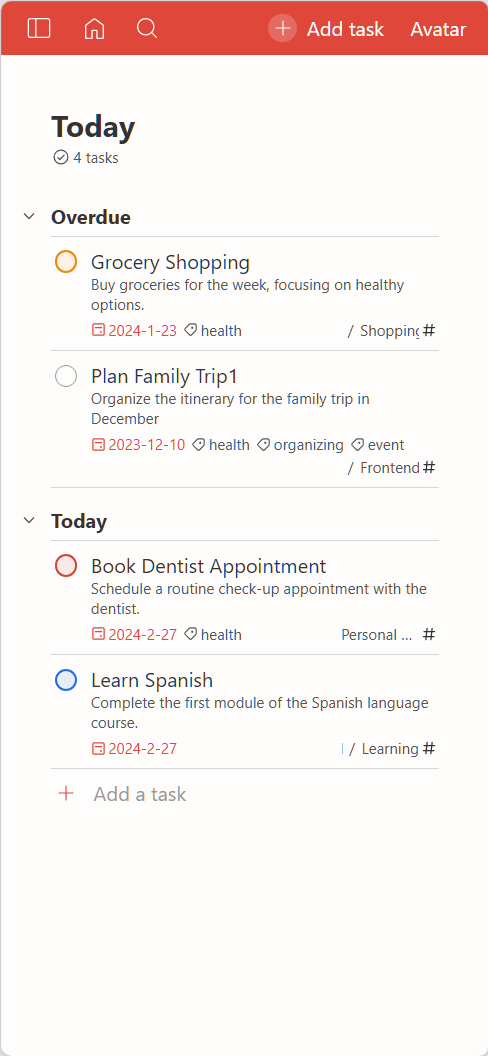 Add task Avatar
Today
4 tasks
Overdue
Grocery Shopping
Buy groceries for the week, focusing on healthy
options.
2024-1-23 health / Shopping #
Plan Family Trip1
Organize the itinerary for the family trip in
December
2023-12-10 health organizing event
/ Frontend #
Today
Book Dentist Appointment
Schedule a routine check-up appointment with the
dentist.
2024-2-27 health Personal ... #
Learn Spanish
Complete the first module of the Spanish language
course.
2024-2-27 / Learning #
Add a task